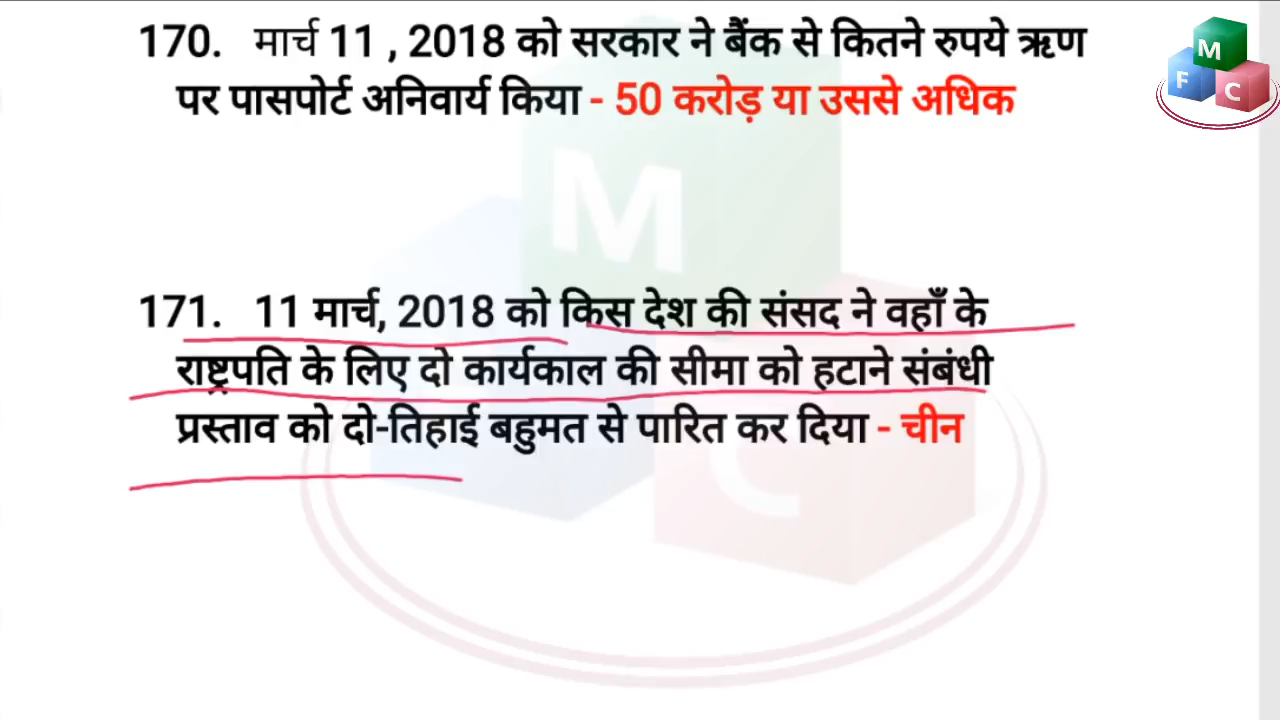 170. मार्च 11 , 2018 को सरकार ने बैंक से कितने रुपये ऋण
पर पासपोर्ट अनिवार्य किया - 50 करोड़ या उससे अधिक
M
F
C
M
171. 11 मार्च, 2018 को किस देश की संसद ने वहाँ के
राष्ट्रपति के लिए दो कार्यकाल की सीमा को हटाने संबंधी
प्रस्ताव को दो-तिहाई बहुमत से पारित कर दिया - चीन
C